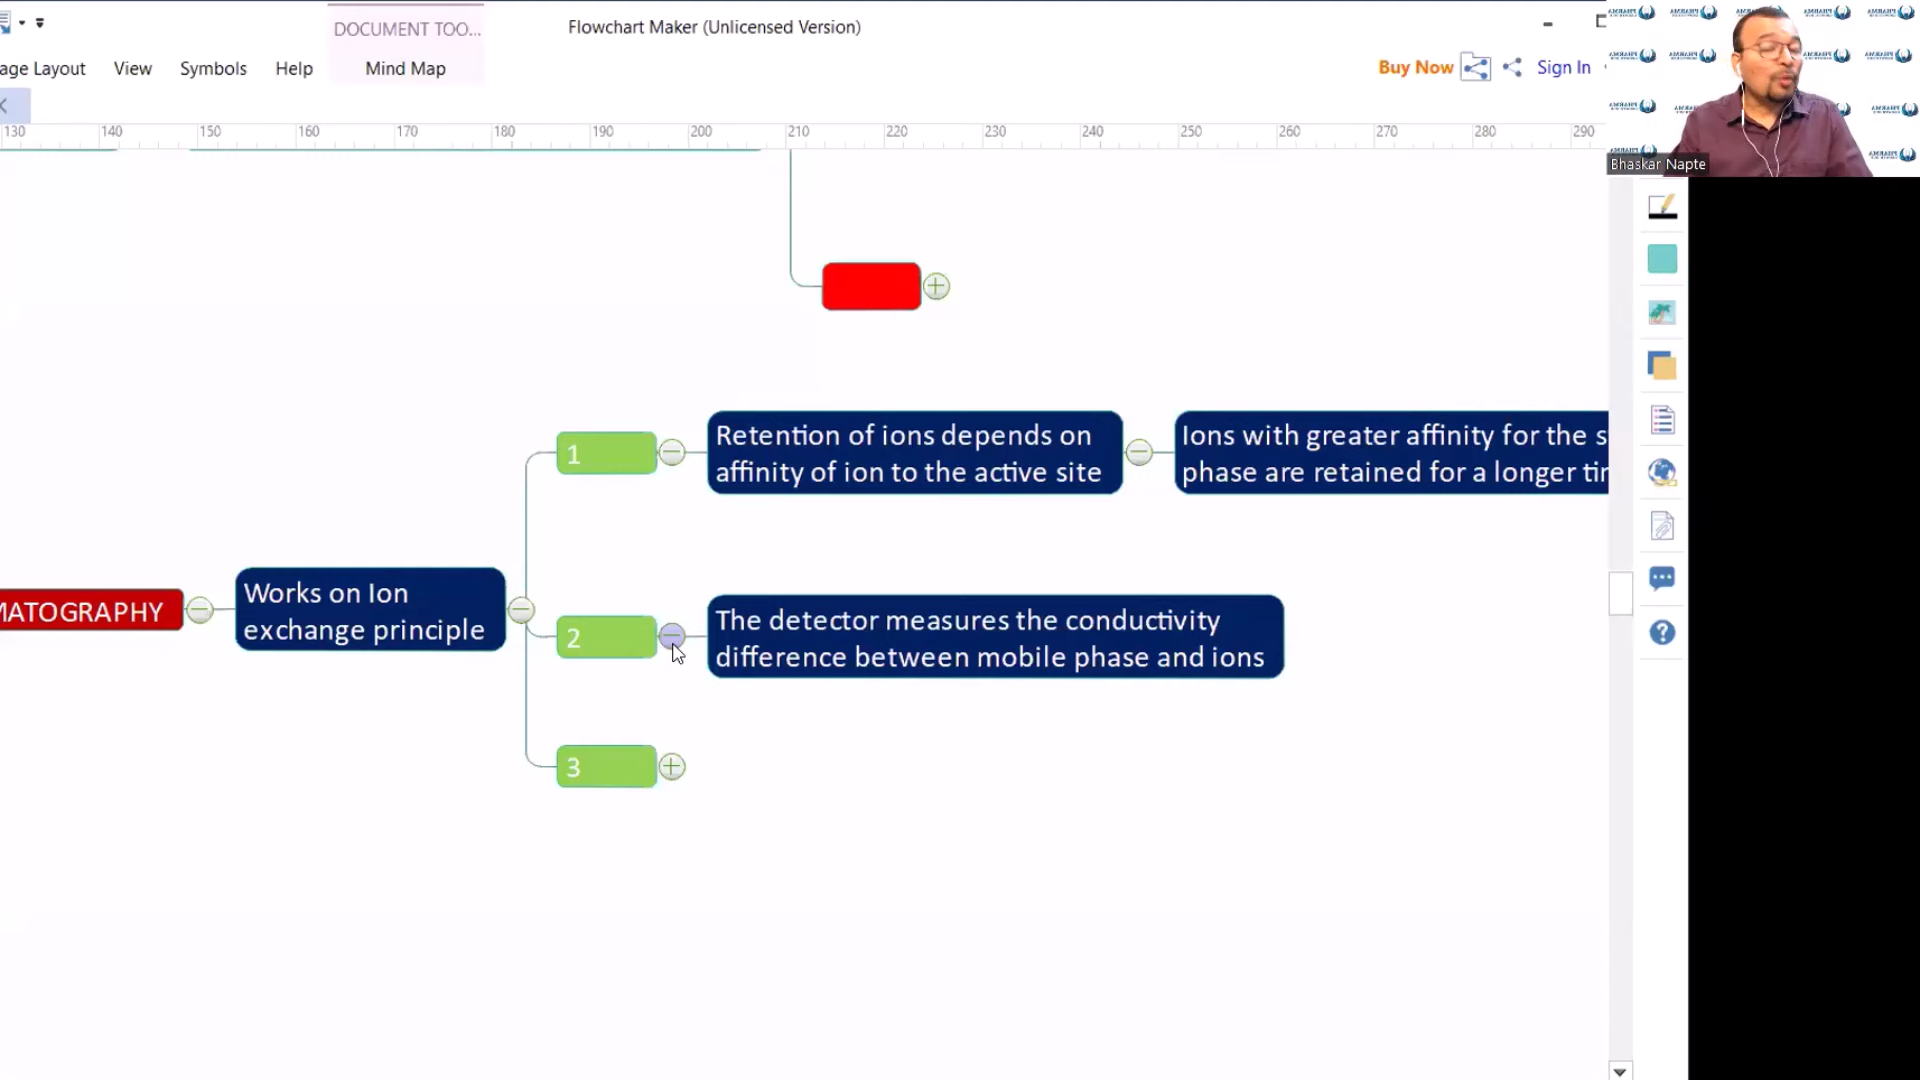 DOCUMENT TOO...
Flowchart Maker (Unlicensed Version)
age Layout
View
Symbols
Help
Mind Map
Buy Now
Sign In
130 140 150 160 170 180 190 200 210 220 230 240 250 260 270 280 290
Bhaskar Napte
1
Retention of ions depends on
affinity of ion to the active site
Ions with greater affinity for the s
phase are retained for a longer tin
MATOGRAPHY
Works on Ion
exchange principle
2
The detector measures the conductivity
difference between mobile phase and ions
3